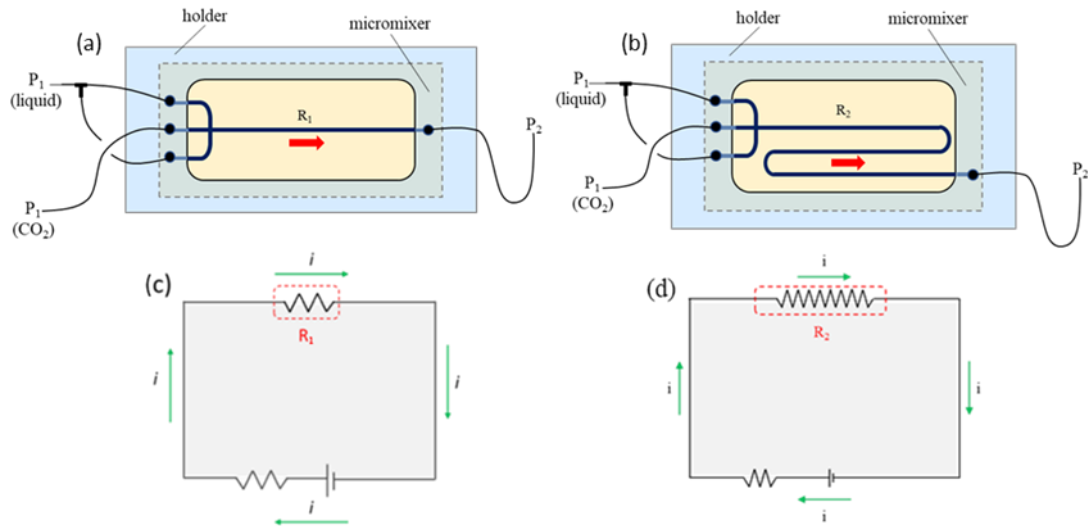 (a)
holder
micromixer
P₁
(liquid)
R₁
P₂
P₁
(CO₂)
(b)
holder
micromixer
P₁
(liquid)
R₂
P₂
P₁
(CO₂)
(c)
i
R₁
i
i
i
(d)
i
R₂
i
i
i